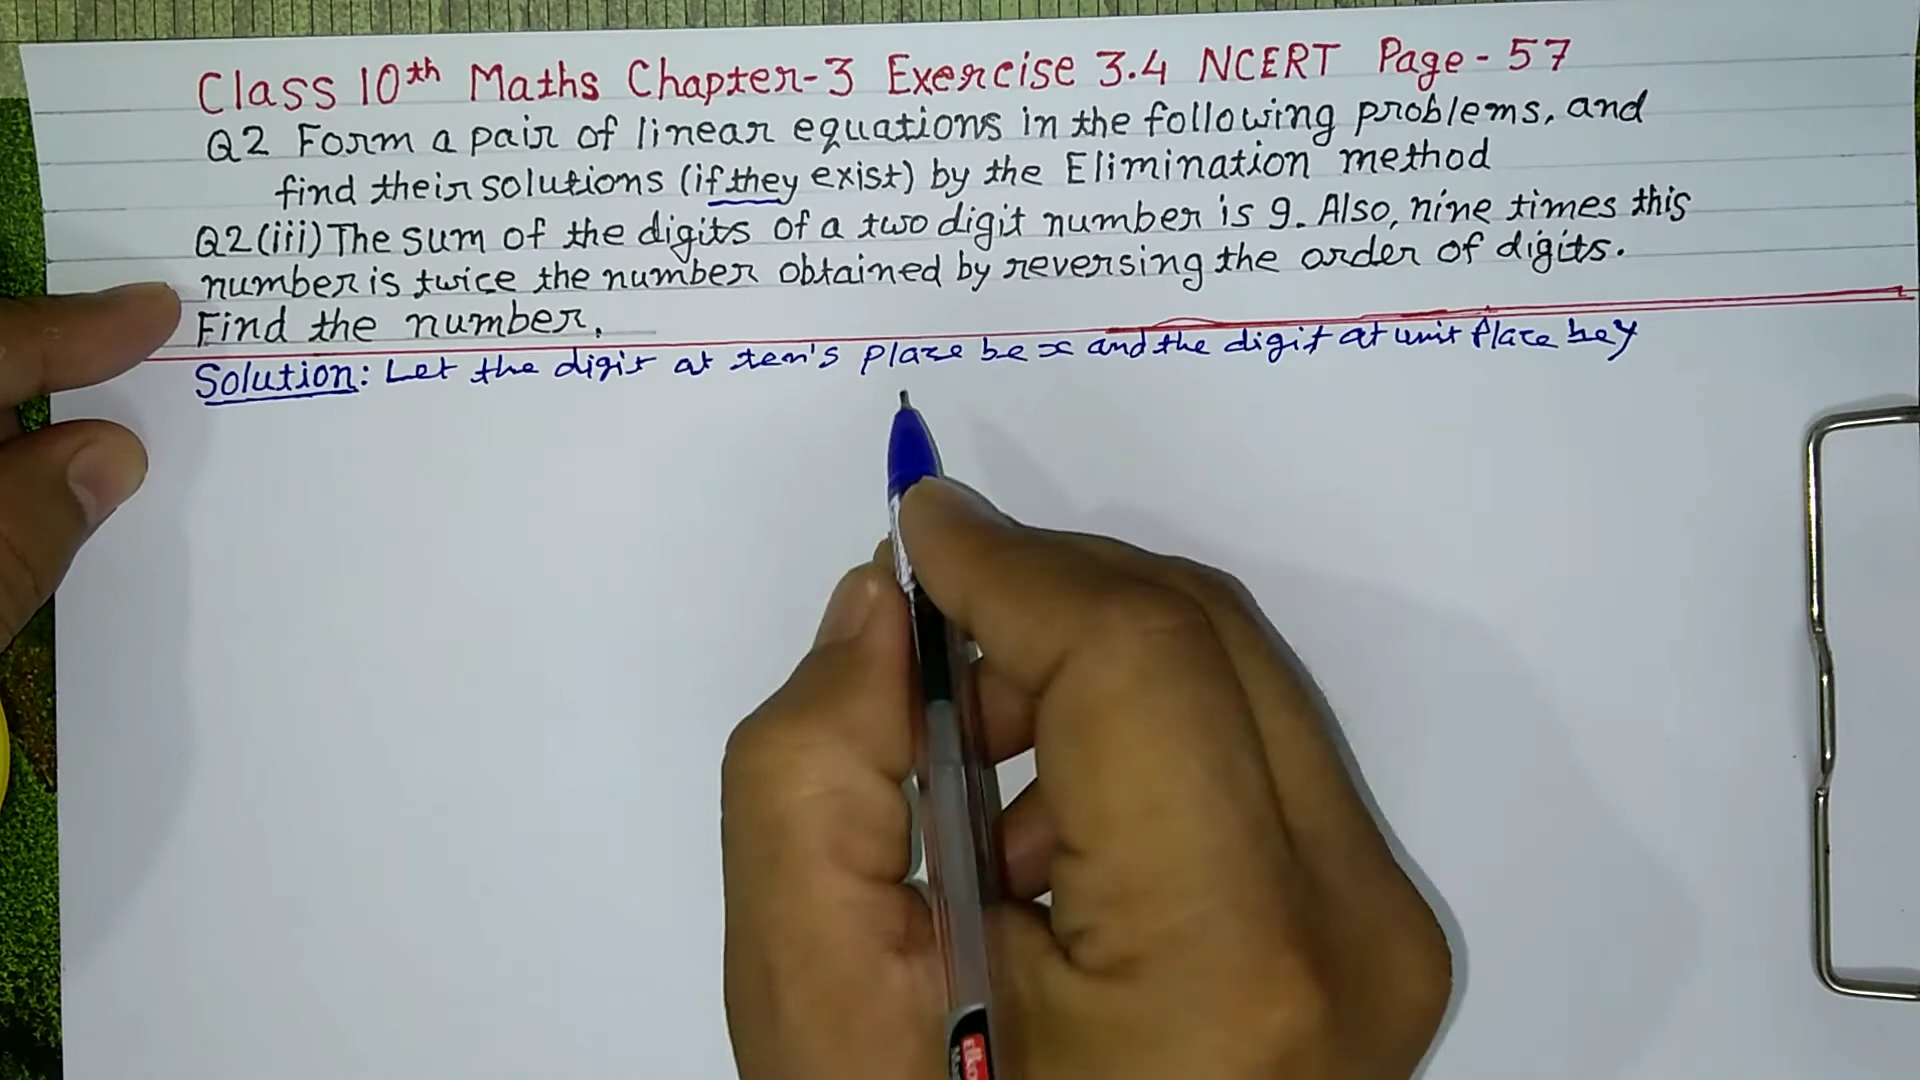 Class 10th Maths Chapter-3 Exercise 3.4 NCERT Page-57
Q2 Form a pair of linear equations in the following problems, and
find their solutions (if they exist) by the Elimination method
Q2(iii) The sum of the digits of a two digit number is 9. Also, nine times this
number is twice the number obtained by reversing the order of digits.
Find the number.
Solution: Let the digit at ten's place be x and the digit at unit place be y